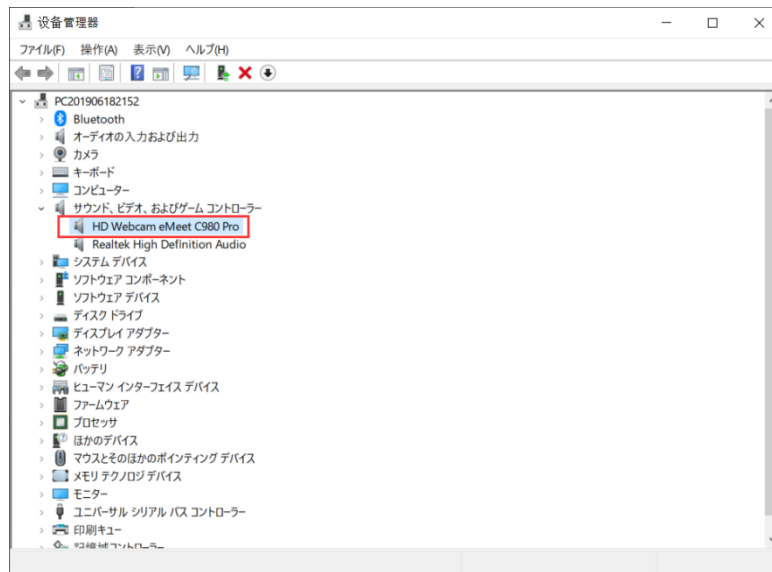 设备管理器
ファイル(F) 操作(A) 表示(V) ヘルプ(H)
PC201906182152
Bluetooth
オーディオの入力および出力
カメラ
キーボード
コンピューター
サウンド、ビデオ、およびゲーム コントローラー
HD Webcam eMeet C980 Pro
Realtek High Definition Audio
システム デバイス
ソフトウェア コンポーネント
ソフトウェア デバイス
ディスク ドライブ
ディスプレイ アダプター
ネットワーク アダプター
バッテリ
ヒューマン インターフェイス デバイス
ファームウェア
プロセッサ
ほかのデバイス
マウスとそのほかのポインティング デバイス
メモリ テクノロジ デバイス
モニター
ユニバーサル シリアル バス コントローラー
印刷キュー
記憶域コントローラー